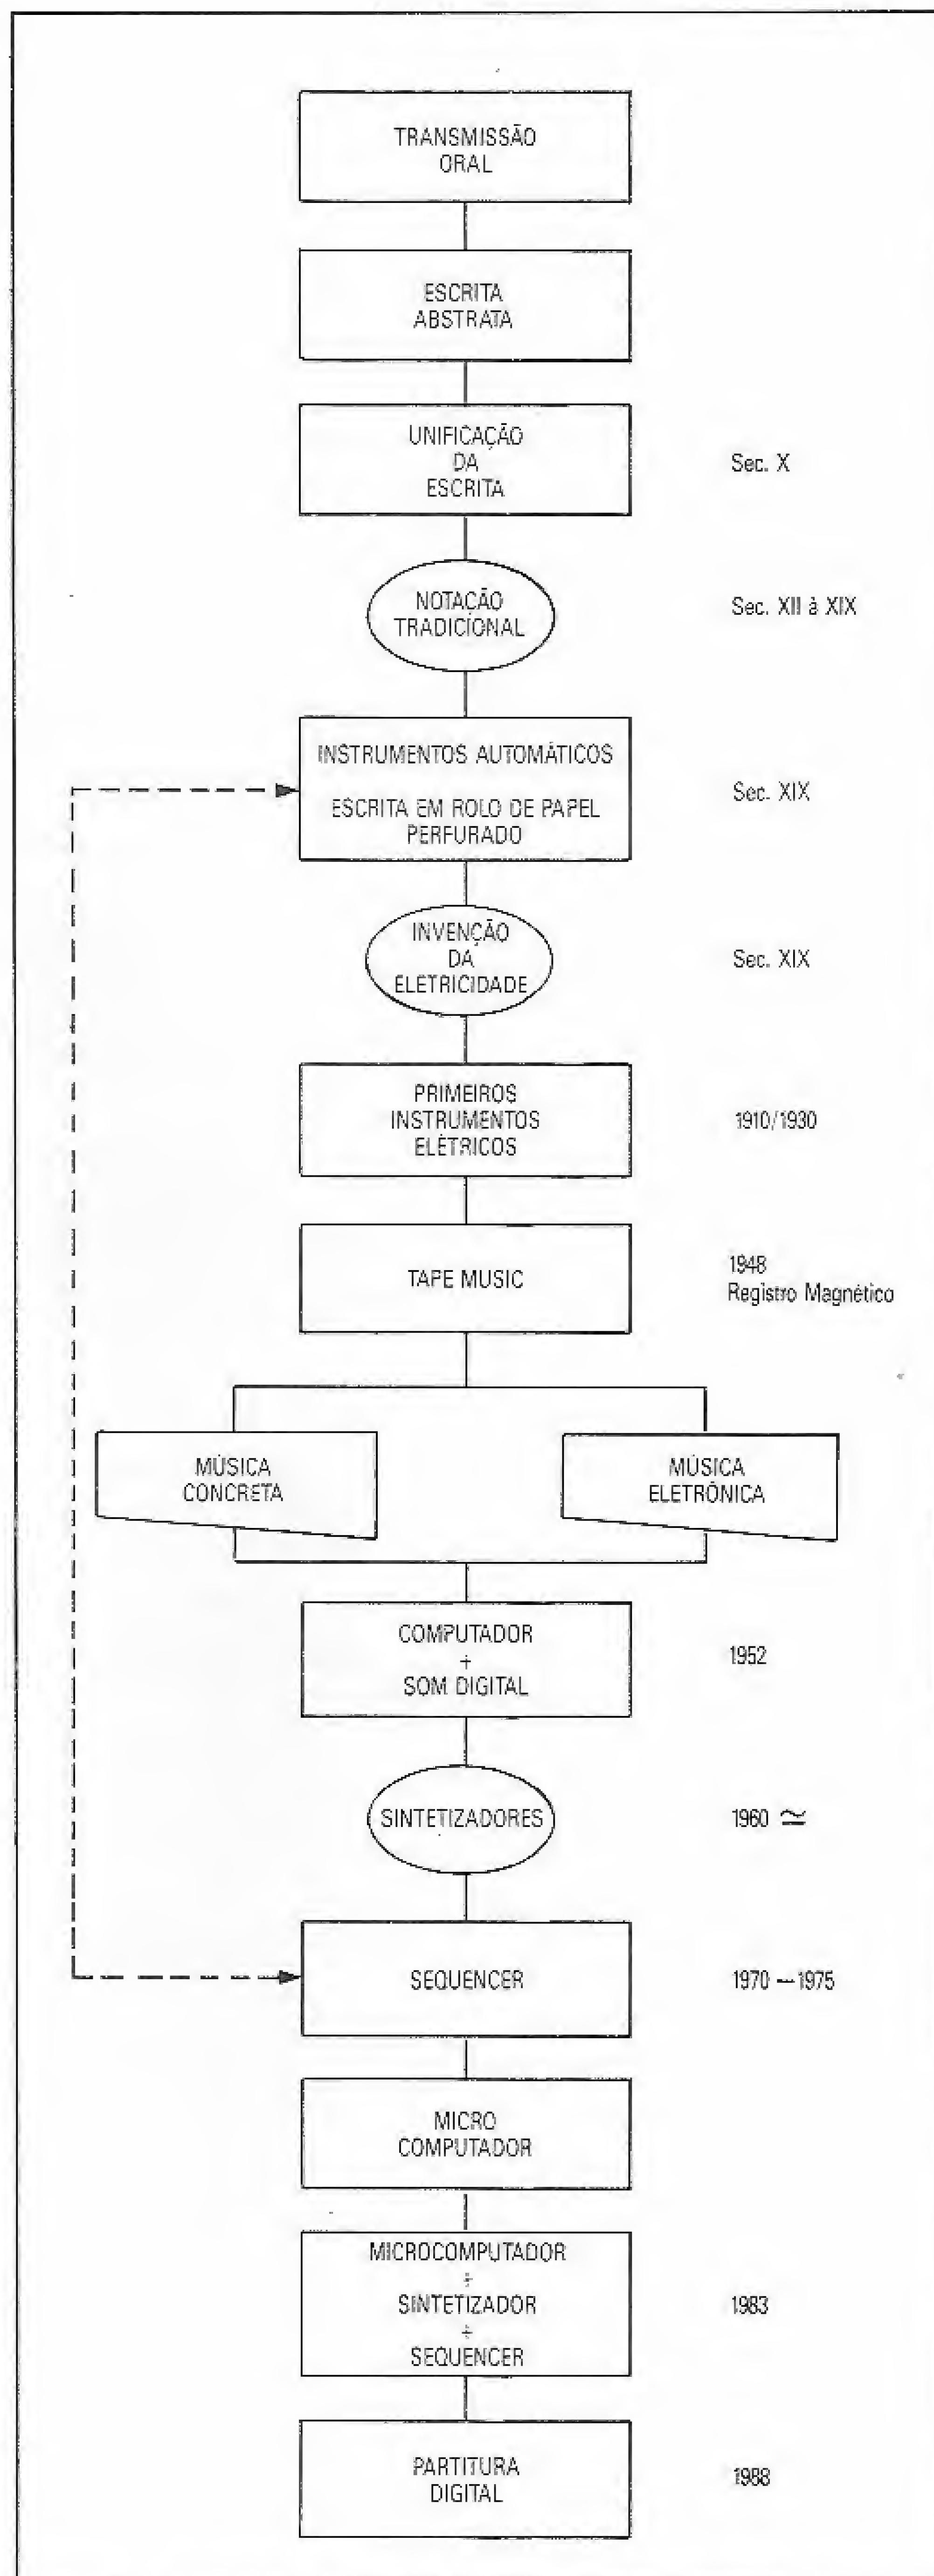 TRANSMISSÃO
ORAL
ESCRITA
ABSTRATA
UNIFICAÇÃO
DA
ESCRITA
Sec. X
NOTAÇÃO
TRADICIONAL
Sec. XII à XIX
INSTRUMENTOS AUTOMÁTICOS
ESCRITA EM ROLO DE PAPEL
PERFURADO
Sec. XIX
INVENÇÃO
DA
ELETRICIDADE
Sec. XIX
PRIMEIROS
INSTRUMENTOS
ELÉTRICOS
1910/1930
TAPE MUSIC
1948
Registro Magnético
MÚSICA
CONCRETA
MÚSICA
ELETRÔNICA
COMPUTADOR
+
SOM DIGITAL
1952
SINTETIZADORES
1960 ≃
SEQUENCER
1970 — 1975
MICRO
COMPUTADOR
MICROCOMPUTADOR
+
SINTETIZADOR
+
SEQUENCER
1983
PARTITURA
DIGITAL
1988